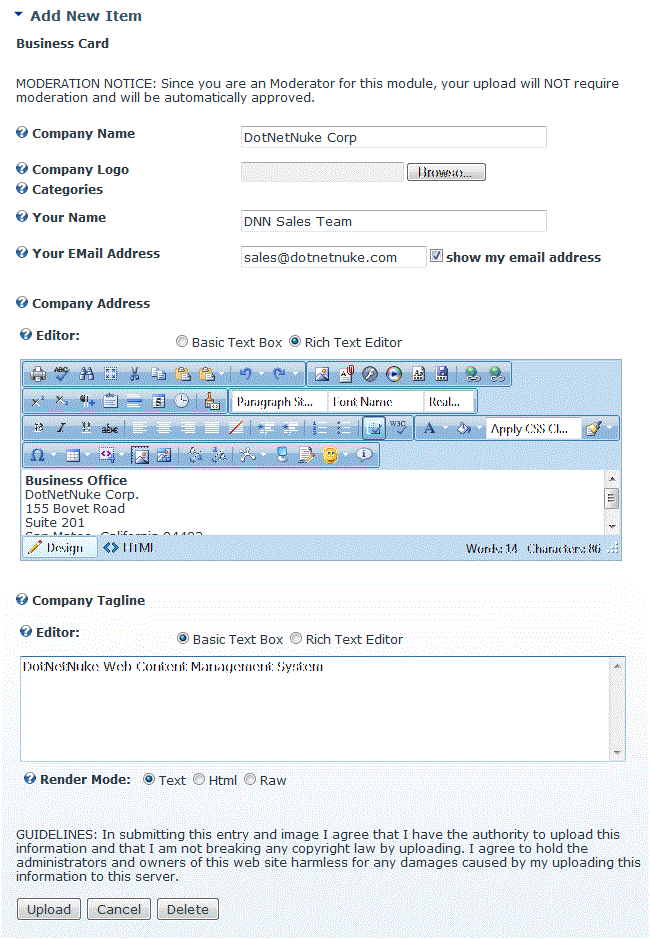 Add New Item
Business Card
MODERATION NOTICE: Since you are an Moderator for this module, your upload will NOT require
moderation and will be automatically approved.
Company Name
DotNetNuke Corp
Company Logo
Browse...
Categories
Your Name
DNN Sales Team
Your EMail Address
sales@dotnetnuke.com
show my email address
Company Address
Editor:
Basic Text Box
Rich Text Editor
Paragraph St...
Font Name
Real...
Apply CSS Cl...
Business Office
DotNetNuke Corp.
155 Bovet Road
Suite 201
San Mateo, California 94402
Design
HTML
Words: 14 Characters: 86
Company Tagline
Editor:
Basic Text Box
Rich Text Editor
DotNetNuke Web Content Management System
Render Mode:
Text
Html
Raw
GUIDELINES: In submitting this entry and image I agree that I have the authority to upload this
information and that I am not breaking any copyright law by uploading. I agree to hold the
administrators and owners of this web site harmless for any damages caused by my uploading this
information to this server.
Upload
Cancel
Delete